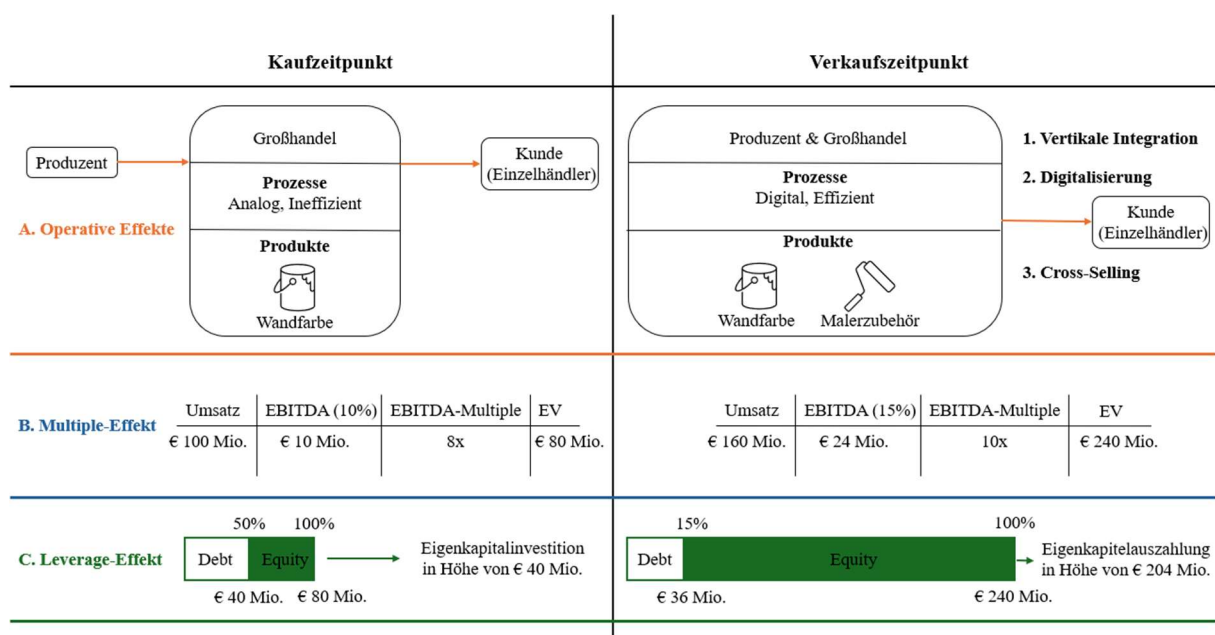 Kaufzeitpunkt
Verkaufszeitpunkt
A. Operative Effekte
Produzent
Großhandel
Prozesse
Analog, Ineffizient
Produkte
Wandfarbe
Kunde
(Einzelhändler)
Produzent & Großhandel
Prozesse
Digital, Effizient
Produkte
Wandfarbe
Malerzubehör
1. Vertikale Integration
2. Digitalisierung
Kunde
(Einzelhändler)
3. Cross-Selling
B. Multiple-Effekt
Umsatz EBITDA (10%) EBITDA-Multiple EV
€ 100 Mio. € 10 Mio. 8x € 80 Mio.
Umsatz EBITDA (15%) EBITDA-Multiple EV
€ 160 Mio. € 24 Mio. 10x € 240 Mio.
C. Leverage-Effekt
50% 100%
Debt Equity
€ 40 Mio. € 80 Mio.
Eigenkapitalinvestition
in Höhe von € 40 Mio.
15% 100%
Debt Equity
€ 36 Mio. € 240 Mio.
Eigenkapitelauszahlung
in Höhe von € 204 Mio.